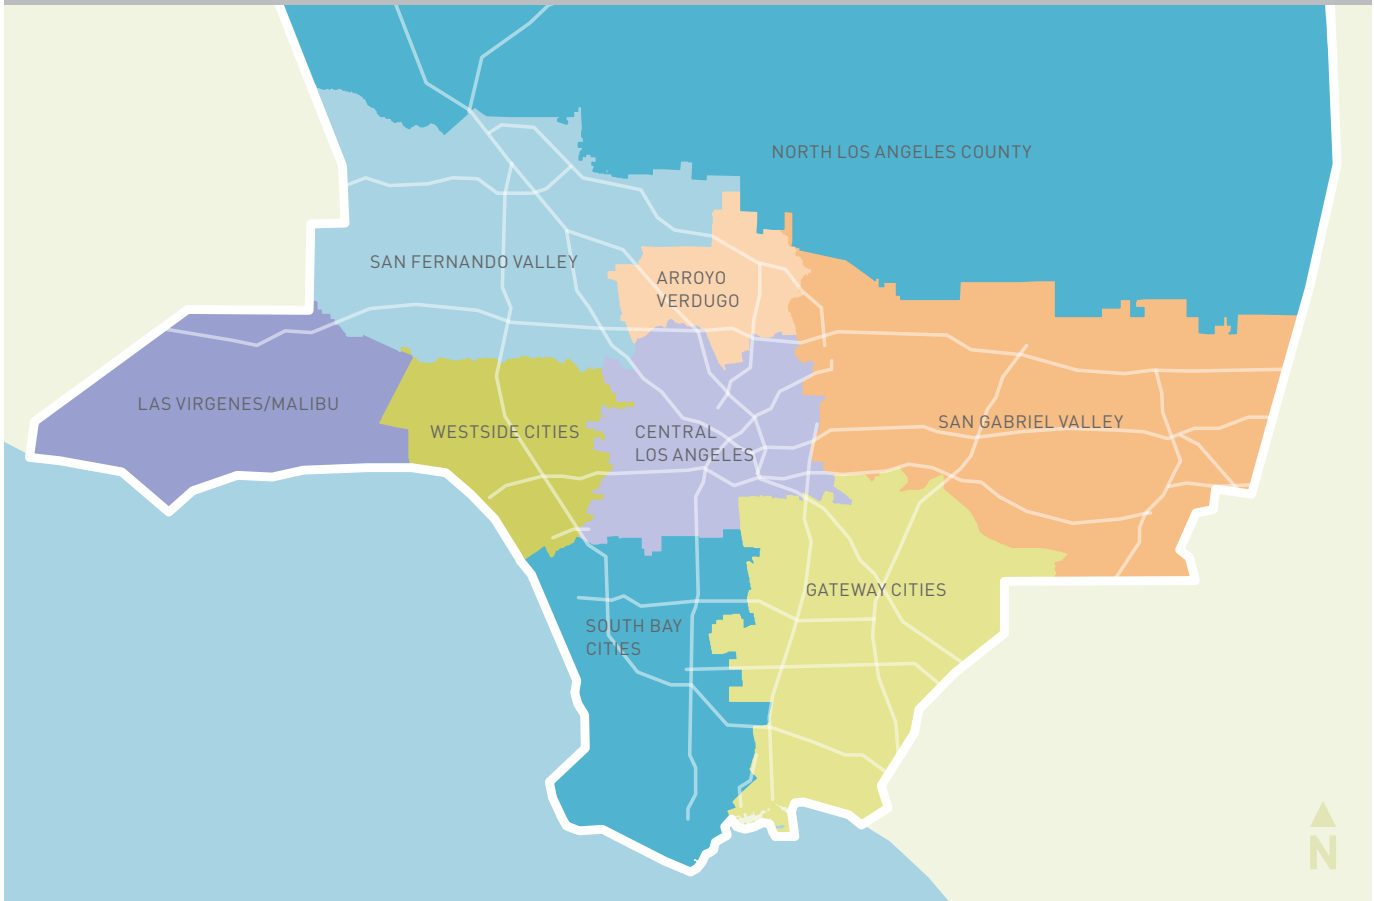 NORTH LOS ANGELES COUNTY
SAN FERNANDO VALLEY
ARROYO
VERDUGO
LAS VIRGENES/MALIBU
WESTSIDE CITIES
CENTRAL
LOS ANGELES
SAN GABRIEL VALLEY
GATEWAY CITIES
SOUTH BAY
CITIES
N